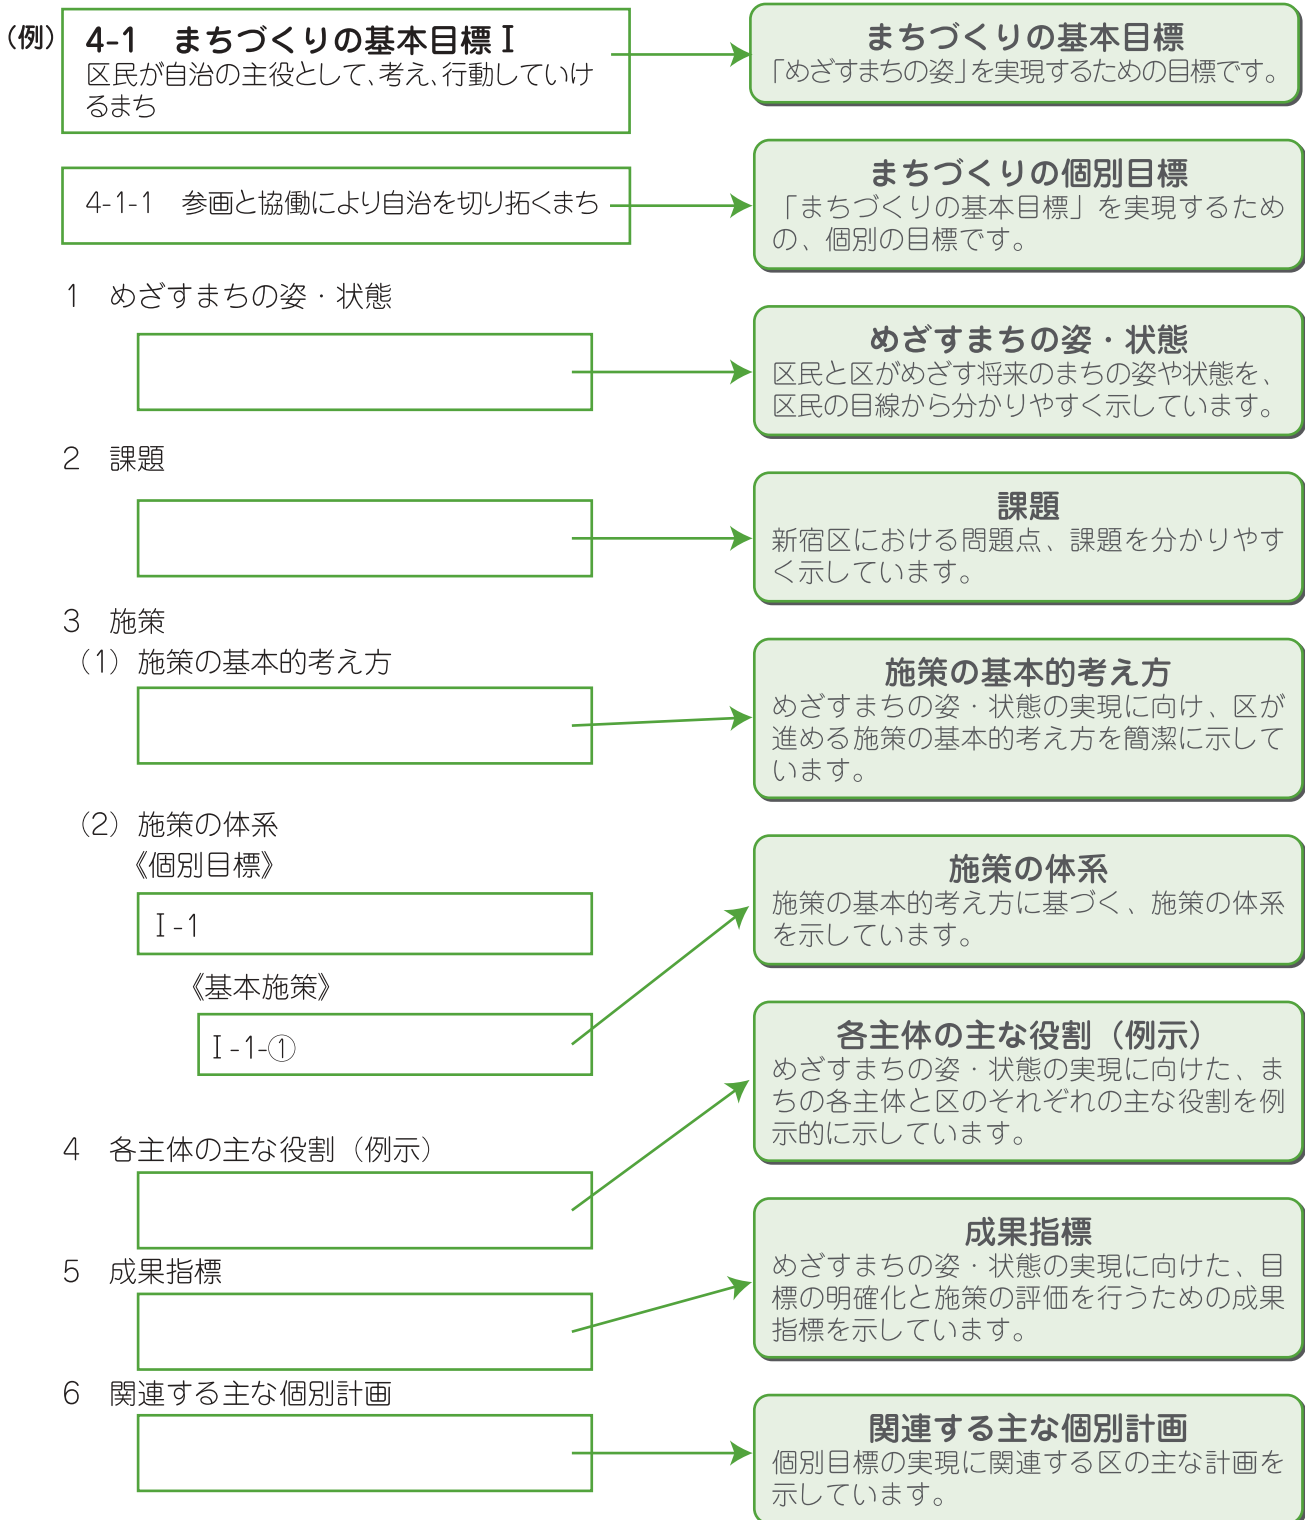 （例）
4-1　まちづくりの基本目標Ⅰ
区民が自治の主役として、考え、行動していけ
るまち
まちづくりの基本目標
「めざすまちの姿」を実現するための目標です。
4-1-1　参画と協働により自治を切り拓くまち
まちづくりの個別目標
「まちづくりの基本目標」を実現するため
の、個別の目標です。
1　めざすまちの姿・状態
めざすまちの姿・状態
区民と区がめざす将来のまちの姿や状態を、
区民の目線から分かりやすく示しています。
2　課題
課題
新宿区における問題点、課題を分かりやす
く示しています。
3　施策
（1）施策の基本的考え方
施策の基本的考え方
めざすまちの姿・状態の実現に向け、区が
進める施策の基本的考え方を簡潔に示して
います。
（2）施策の体系
《個別目標》
Ⅰ-1
《基本施策》
Ⅰ-1-①
施策の体系
施策の基本的考え方に基づく、施策の体系
を示しています。
4　各主体の主な役割（例示）
各主体の主な役割（例示）
めざすまちの姿・状態の実現に向けた、ま
ちの各主体と区のそれぞれの主な役割を例
示的に示しています。
5　成果指標
成果指標
めざすまちの姿・状態の実現に向けた、目
標の明確化と施策の評価を行うための成果
指標を示しています。
6　関連する主な個別計画
関連する主な個別計画
個別目標の実現に関連する区の主な計画を
示しています。